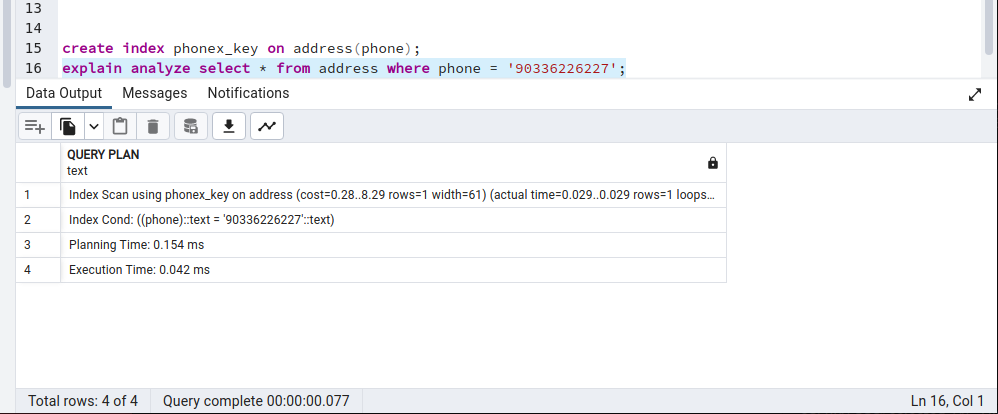 13
14
15 create index phonex_key on address(phone);
16 explain analyze select * from address where phone = '90336226227';
Data Output Messages Notifications
QUERY PLAN
text
1 Index Scan using phonex_key on address (cost=0.28..8.29 rows=1 width=61) (actual time=0.029..0.029 rows=1 loops…
2 Index Cond: ((phone)::text = '90336226227'::text)
3 Planning Time: 0.154 ms
4 Execution Time: 0.042 ms
Total rows: 4 of 4 Query complete 00:00:00.077 Ln 16, Col 1